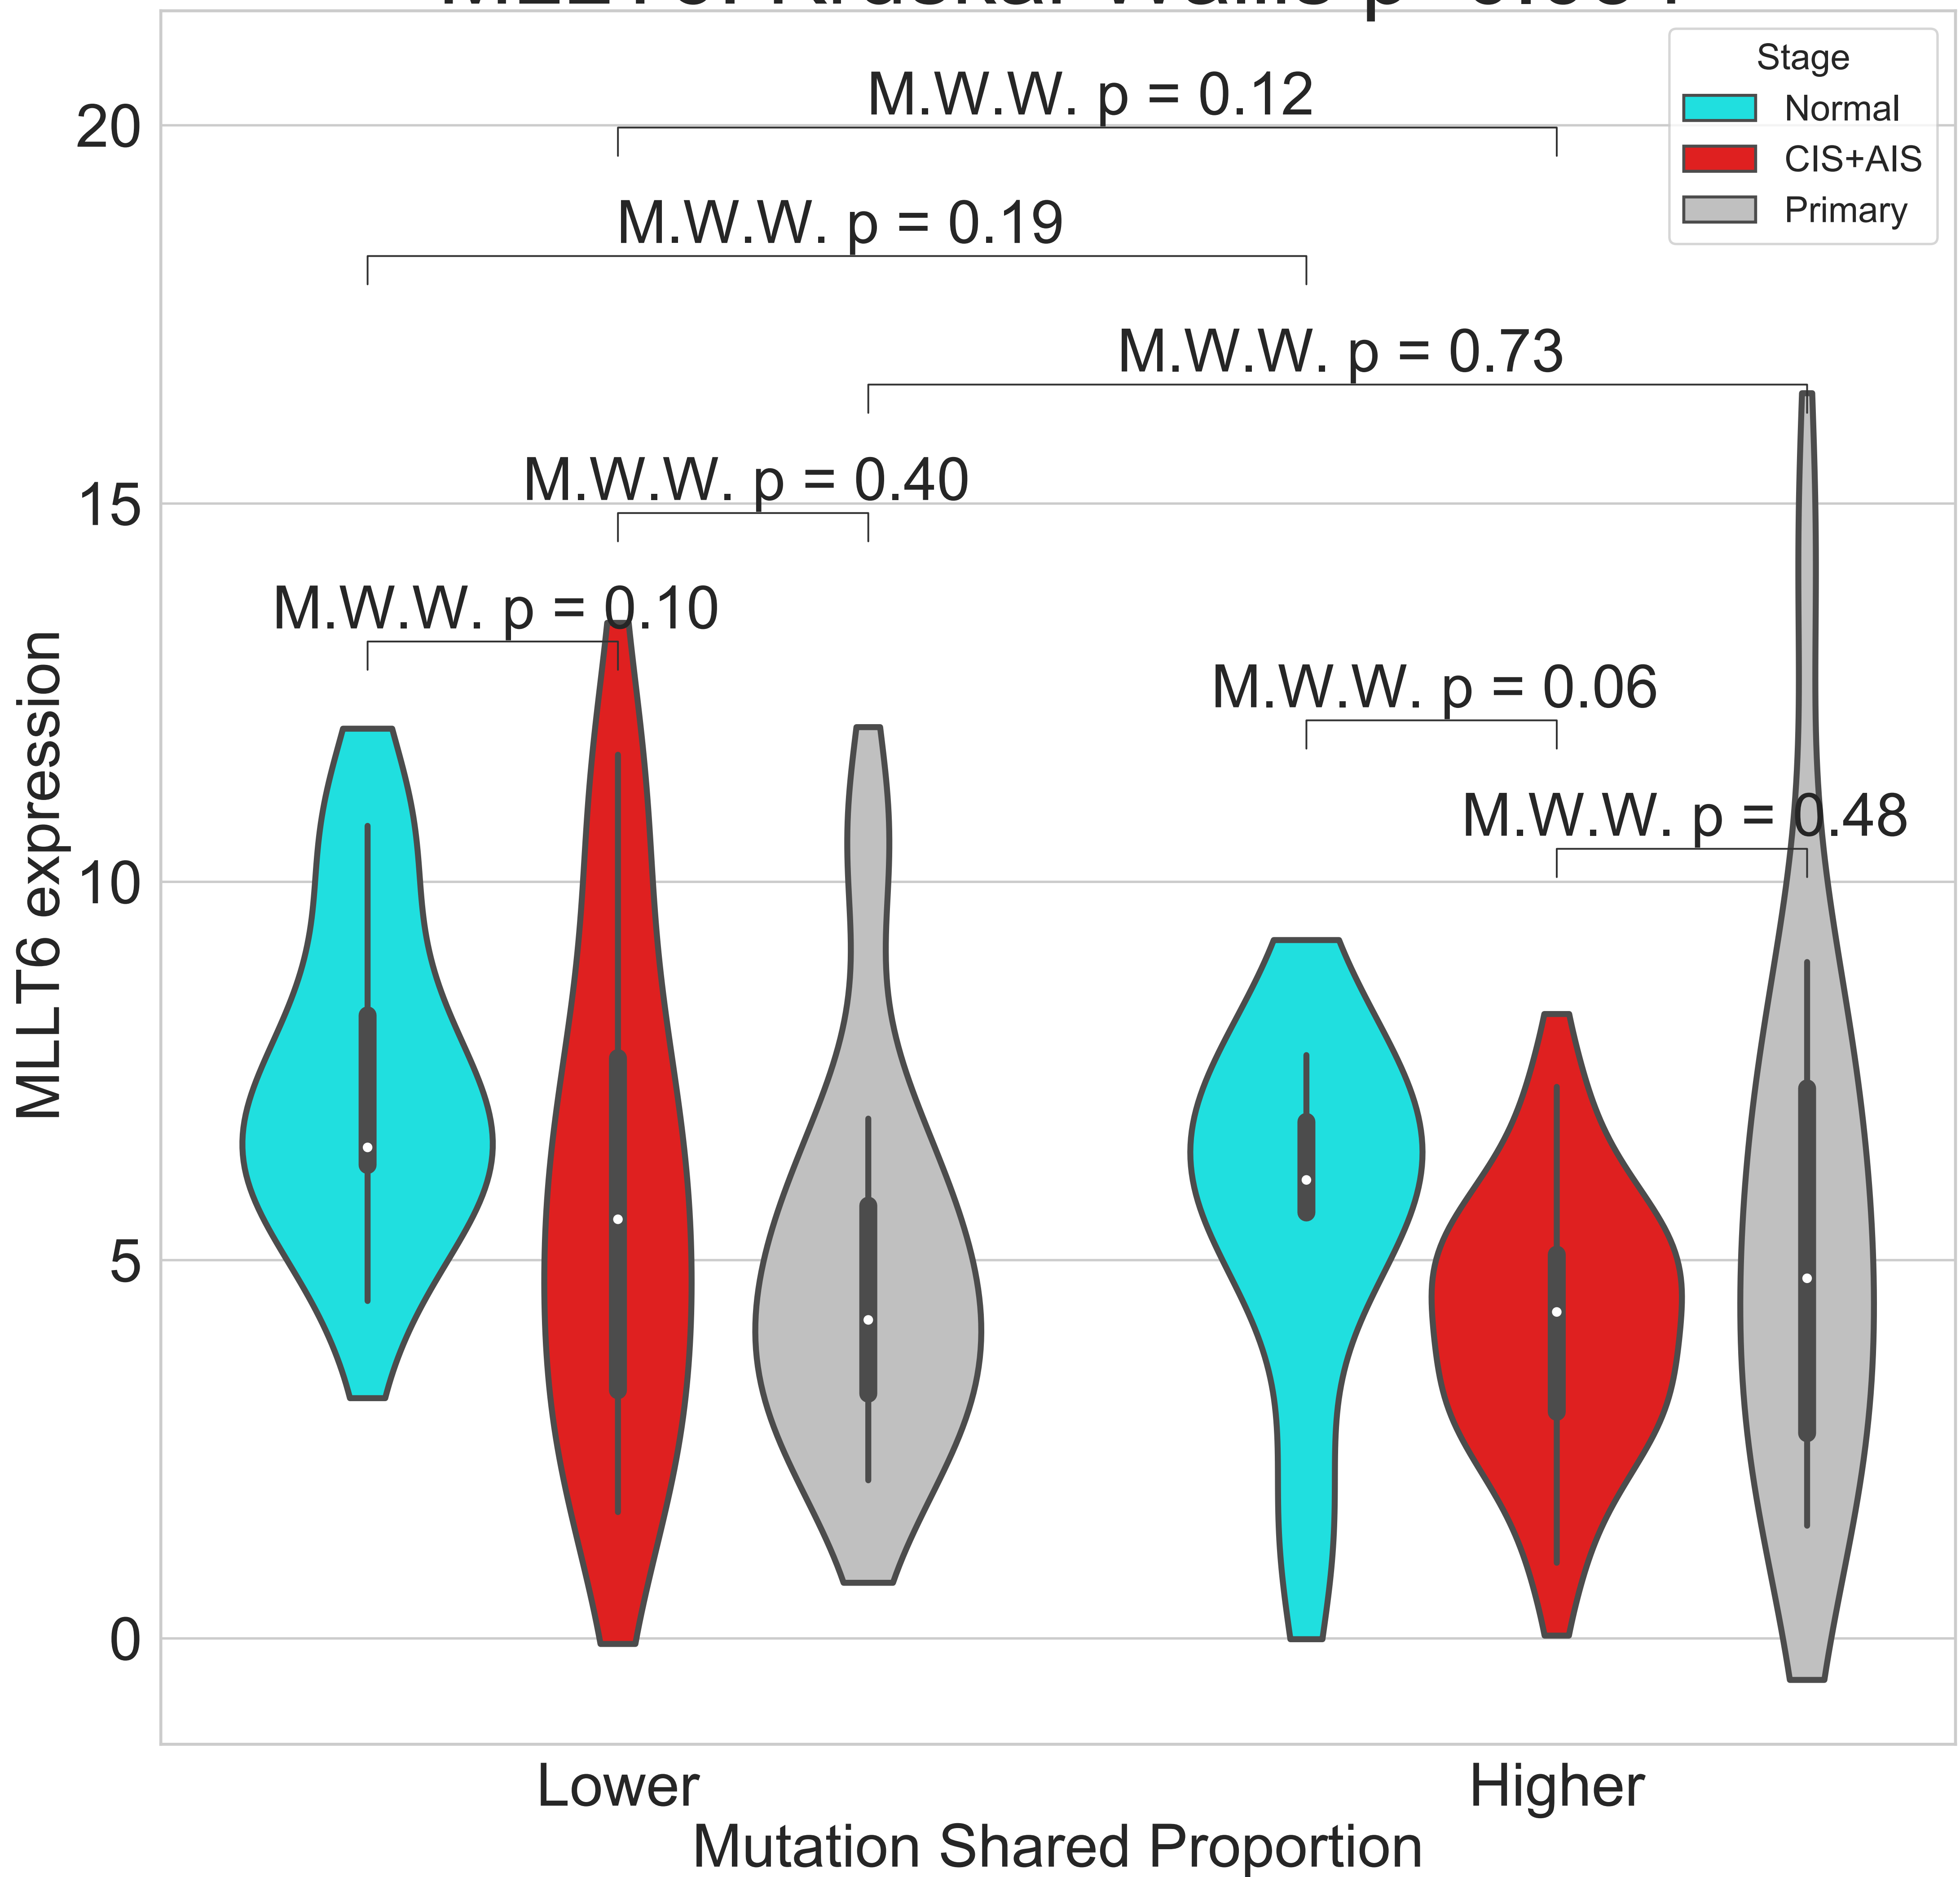 Stage
Normal
CIS+AIS
Primary
M.W.W. p = 0.12
M.W.W. p = 0.19
M.W.W. p = 0.73
M.W.W. p = 0.40
M.W.W. p = 0.10
M.W.W. p = 0.06
M.W.W. p = 0.48
20
15
10
5
0
MLLT6 expression
Lower
Higher
Mutation Shared Proportion